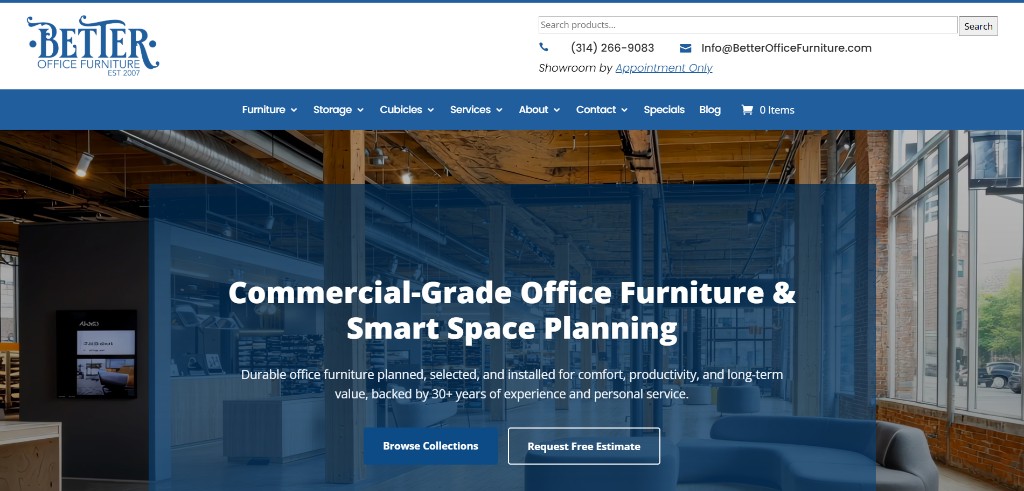 BETTER
OFFICE FURNITURE
EST 2007
Search products...
Search
(314) 266-9083
Info@BetterOfficeFurniture.com
Showroom by Appointment Only
Furniture Storage Cubicles Services About Contact Specials Blog 0 Items
Commercial-Grade Office Furniture &
Smart Space Planning
Durable office furniture planned, selected, and installed for comfort, productivity, and long-term
value, backed by 30+ years of experience and personal service.
Browse Collections
Request Free Estimate